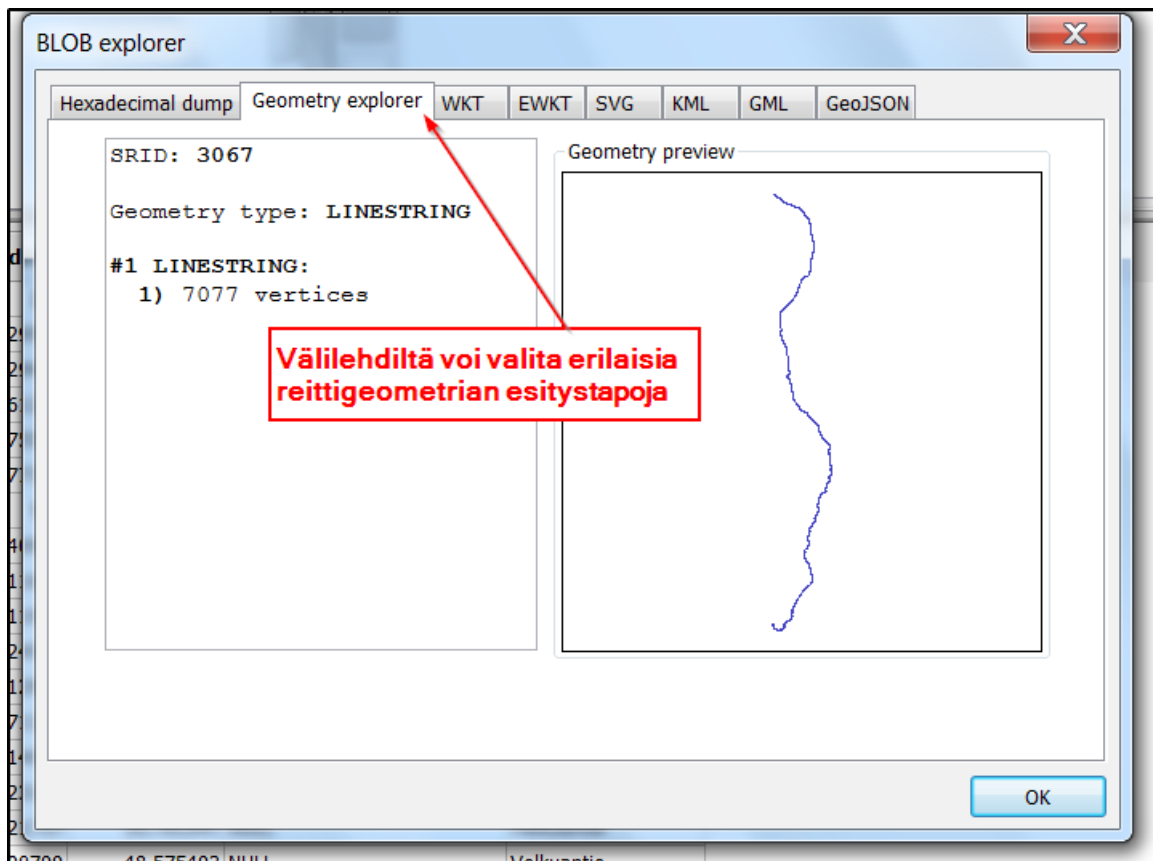 BLOB explorer
Hexadecimal dump Geometry explorer WKT EWKT SVG KML GML GeoJSON
SRID: 3067
Geometry preview
Geometry type: LINESTRING
#1 LINESTRING:
1) 7077 vertices
Välilehdiltä voi valita erilaisia
reittigeometrian esitystapoja
OK